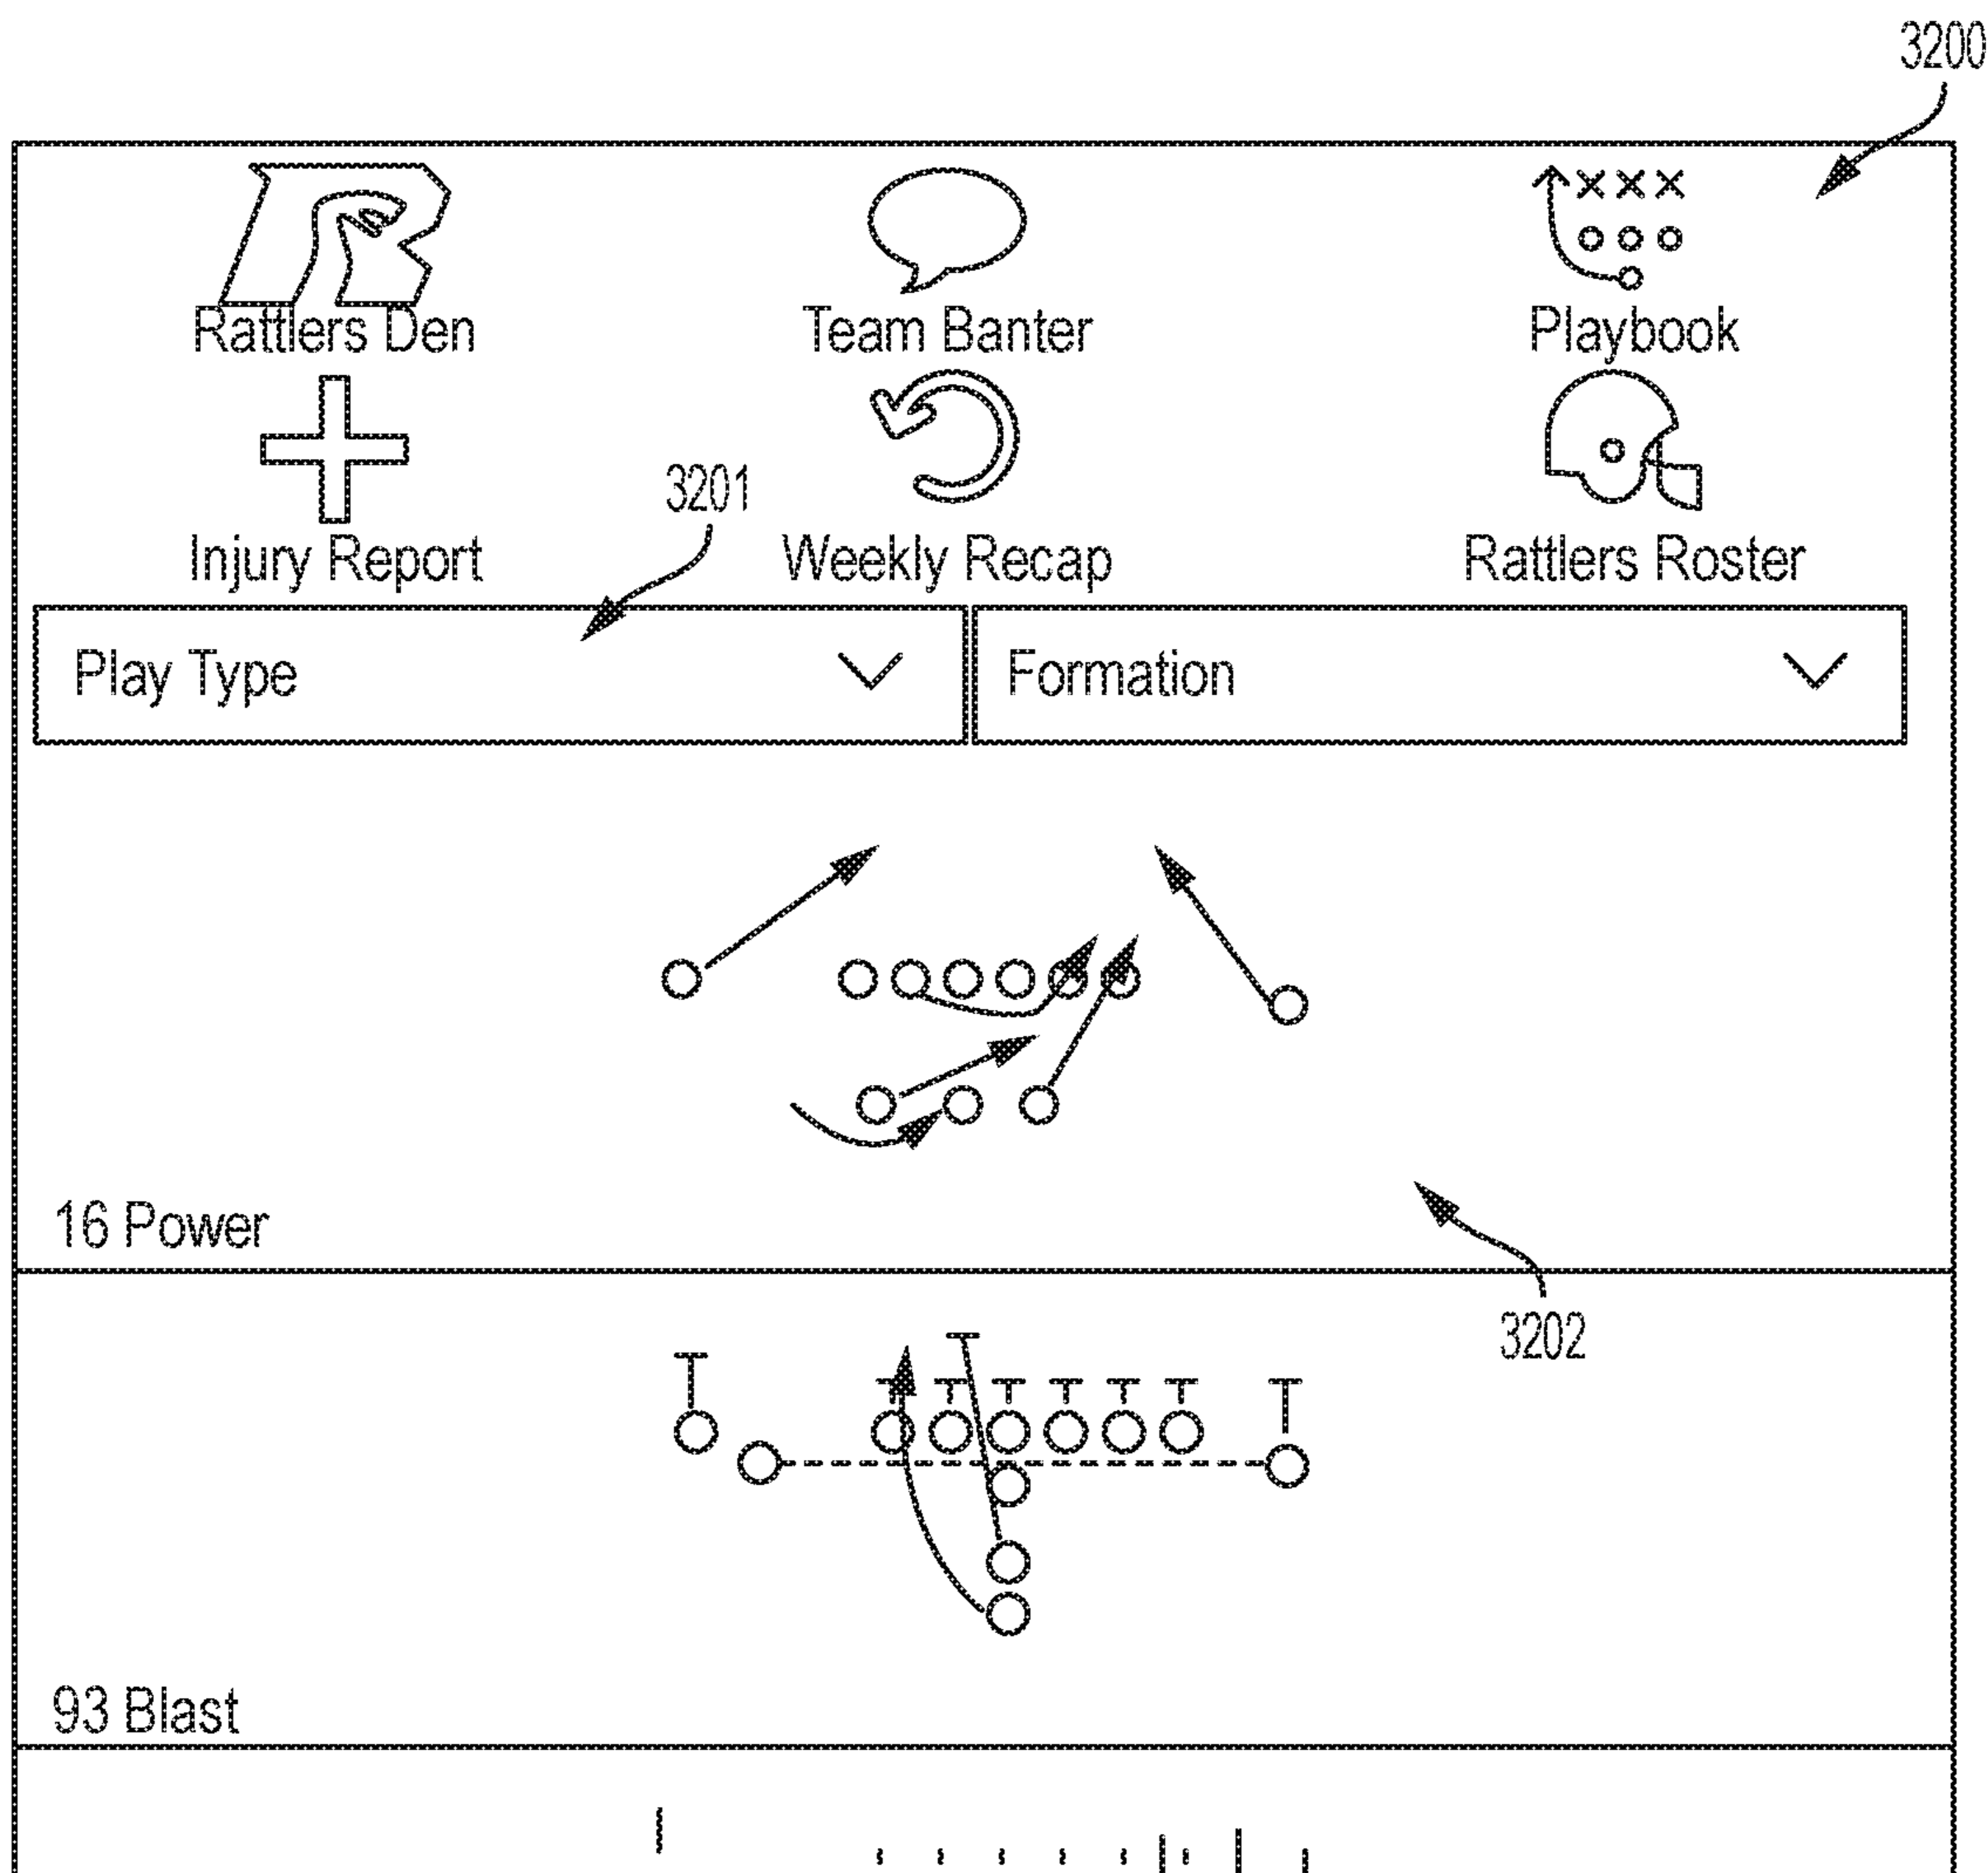 3200
Rattlers Den
Team Banter
Playbook
3201
Injury Report
Weekly Recap
Rattlers Roster
Play Type
Formation
16 Power
3202
93 Blast